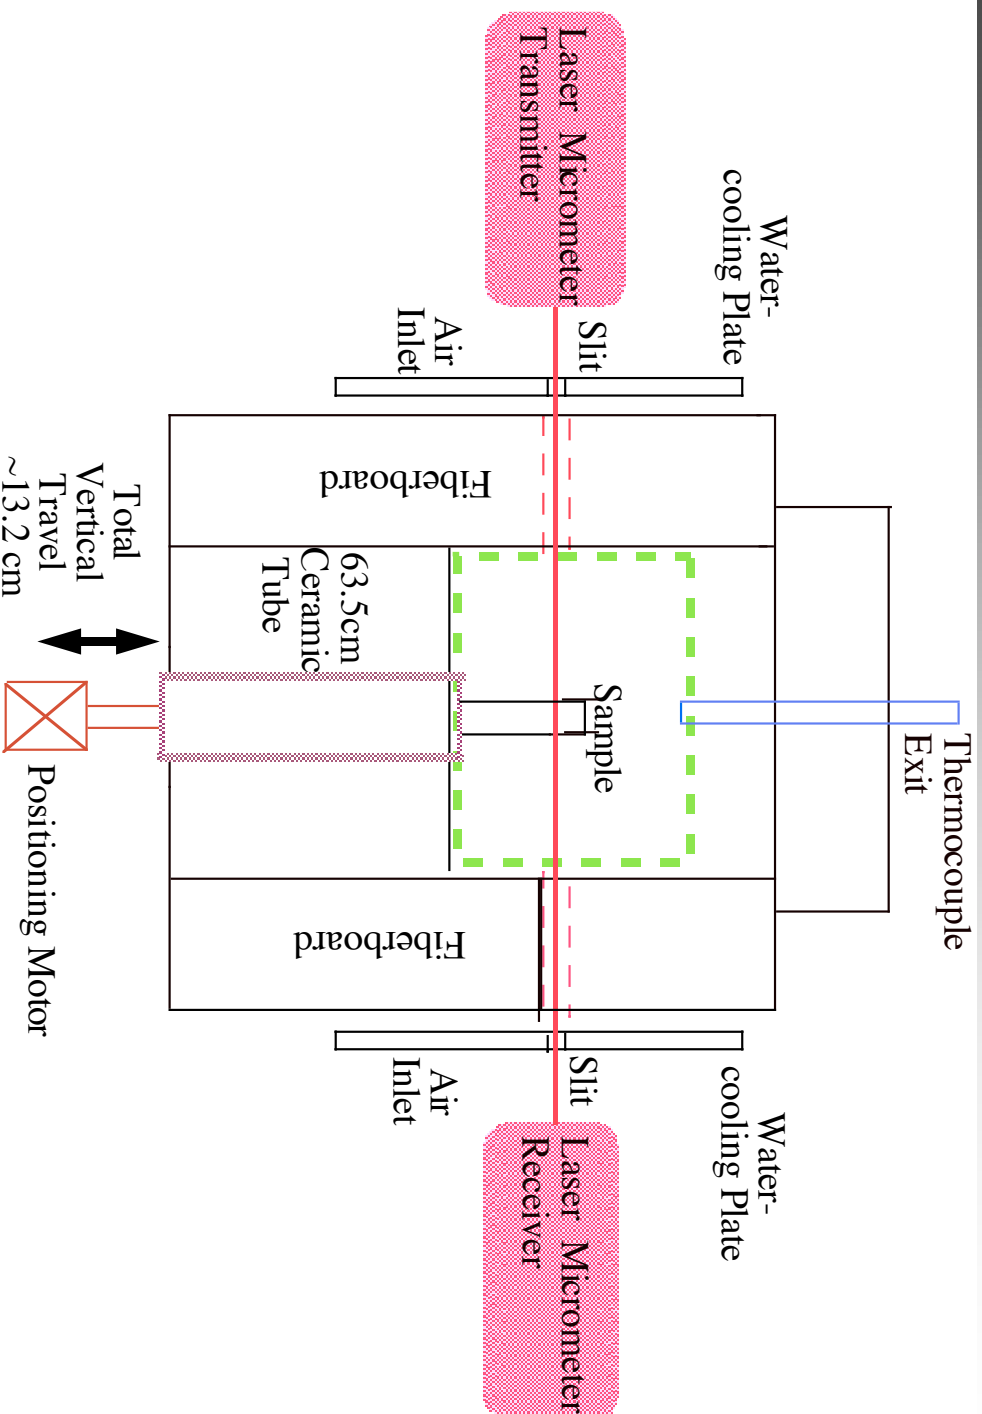 Thermocouple
Exit
Water-
cooling Plate
Water-
cooling Plate
Laser Micrometer
Transmitter
Slit
Sample
Slit
Laser Micrometer
Receiver
Air
Inlet
Fiberboard
Fiberboard
Air
Inlet
63.5cm
Ceramic
Tube
Total
Vertical
Travel
~13.2 cm
Positioning Motor